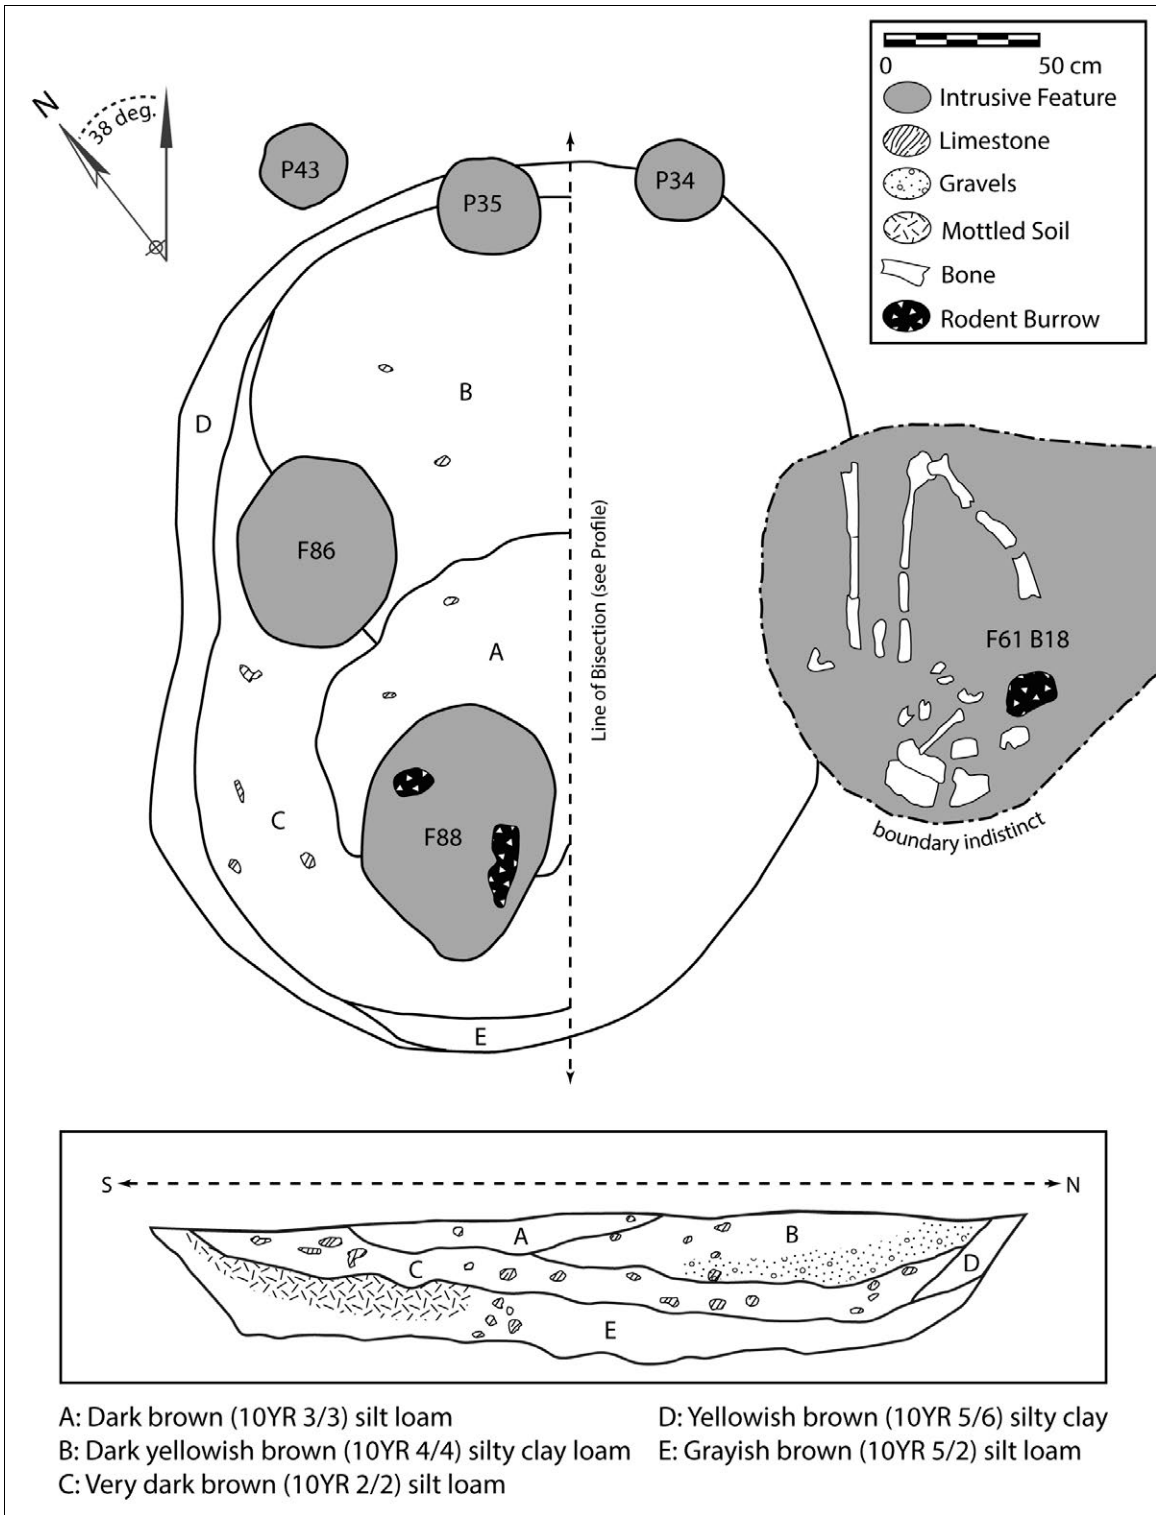 0 50 cm
Intrusive Feature
Limestone
Gravels
Mottled Soil
Bone
Rodent Burrow
N
38 deg.
P43
P35
P34
B
D
F86
Line of Bisection (see Profile)
A
F61 B18
C
F88
boundary indistinct
E
S N
A
B
C
D
E
A: Dark brown (10YR 3/3) silt loam
B: Dark yellowish brown (10YR 4/4) silty clay loam
C: Very dark brown (10YR 2/2) silt loam
D: Yellowish brown (10YR 5/6) silty clay
E: Grayish brown (10YR 5/2) silt loam